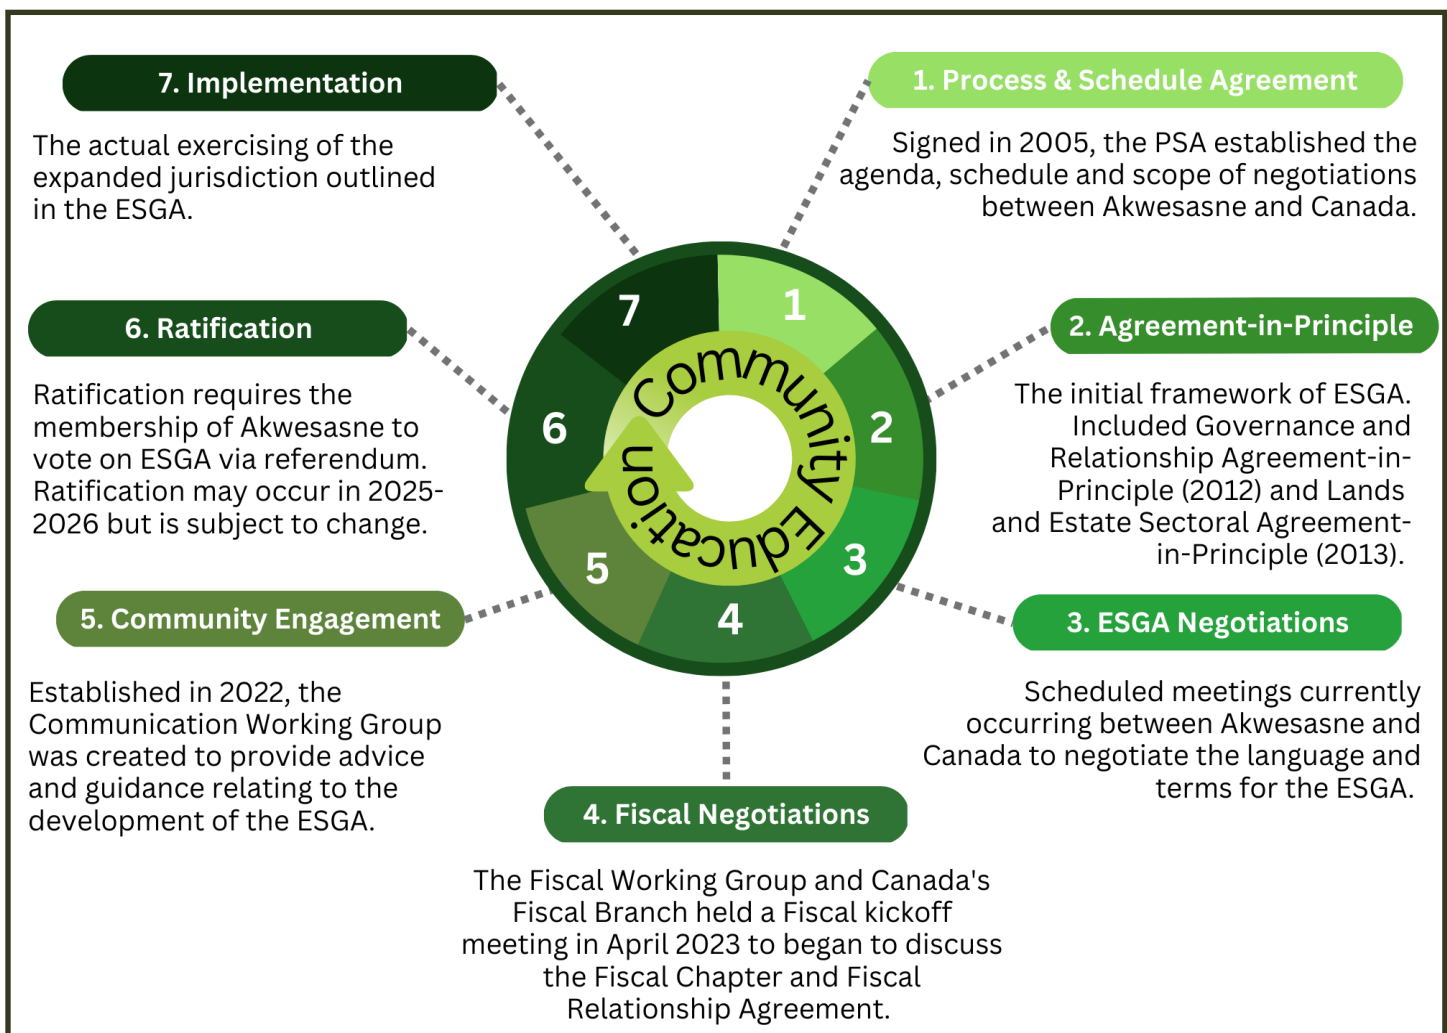 1. Process & Schedule Agreement
Signed in 2005, the PSA established the
agenda, schedule and scope of negotiations
between Akwesasne and Canada.
2. Agreement-in-Principle
The initial framework of ESGA.
Included Governance and
Relationship Agreement-in-
Principle (2012) and Lands
and Estate Sectoral Agreement-
in-Principle (2013).
3. ESGA Negotiations
Scheduled meetings currently
occurring between Akwesasne and
Canada to negotiate the language and
terms for the ESGA.
4. Fiscal Negotiations
The Fiscal Working Group and Canada's
Fiscal Branch held a Fiscal kickoff
meeting in April 2023 to began to discuss
the Fiscal Chapter and Fiscal
Relationship Agreement.
5. Community Engagement
Established in 2022, the
Communication Working Group
was created to provide advice
and guidance relating to the
development of the ESGA.
6. Ratification
Ratification requires the
membership of Akwesasne to
vote on ESGA via referendum.
Ratification may occur in 2025-
2026 but is subject to change.
7. Implementation
The actual exercising of the
expanded jurisdiction outlined
in the ESGA.
1
2
3
4
5
6
7
Community Education